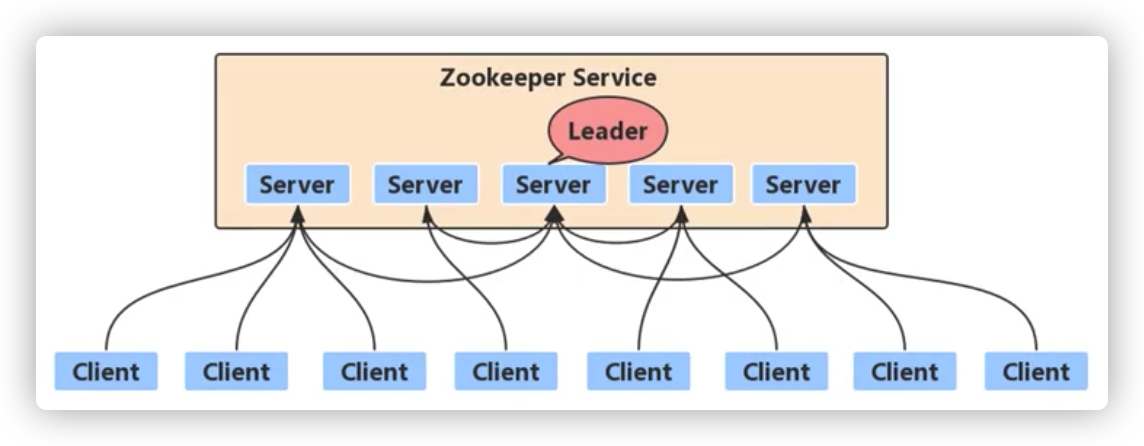 Zookeeper Service
Leader
Server Server Server Server Server
Client Client Client Client Client Client Client Client